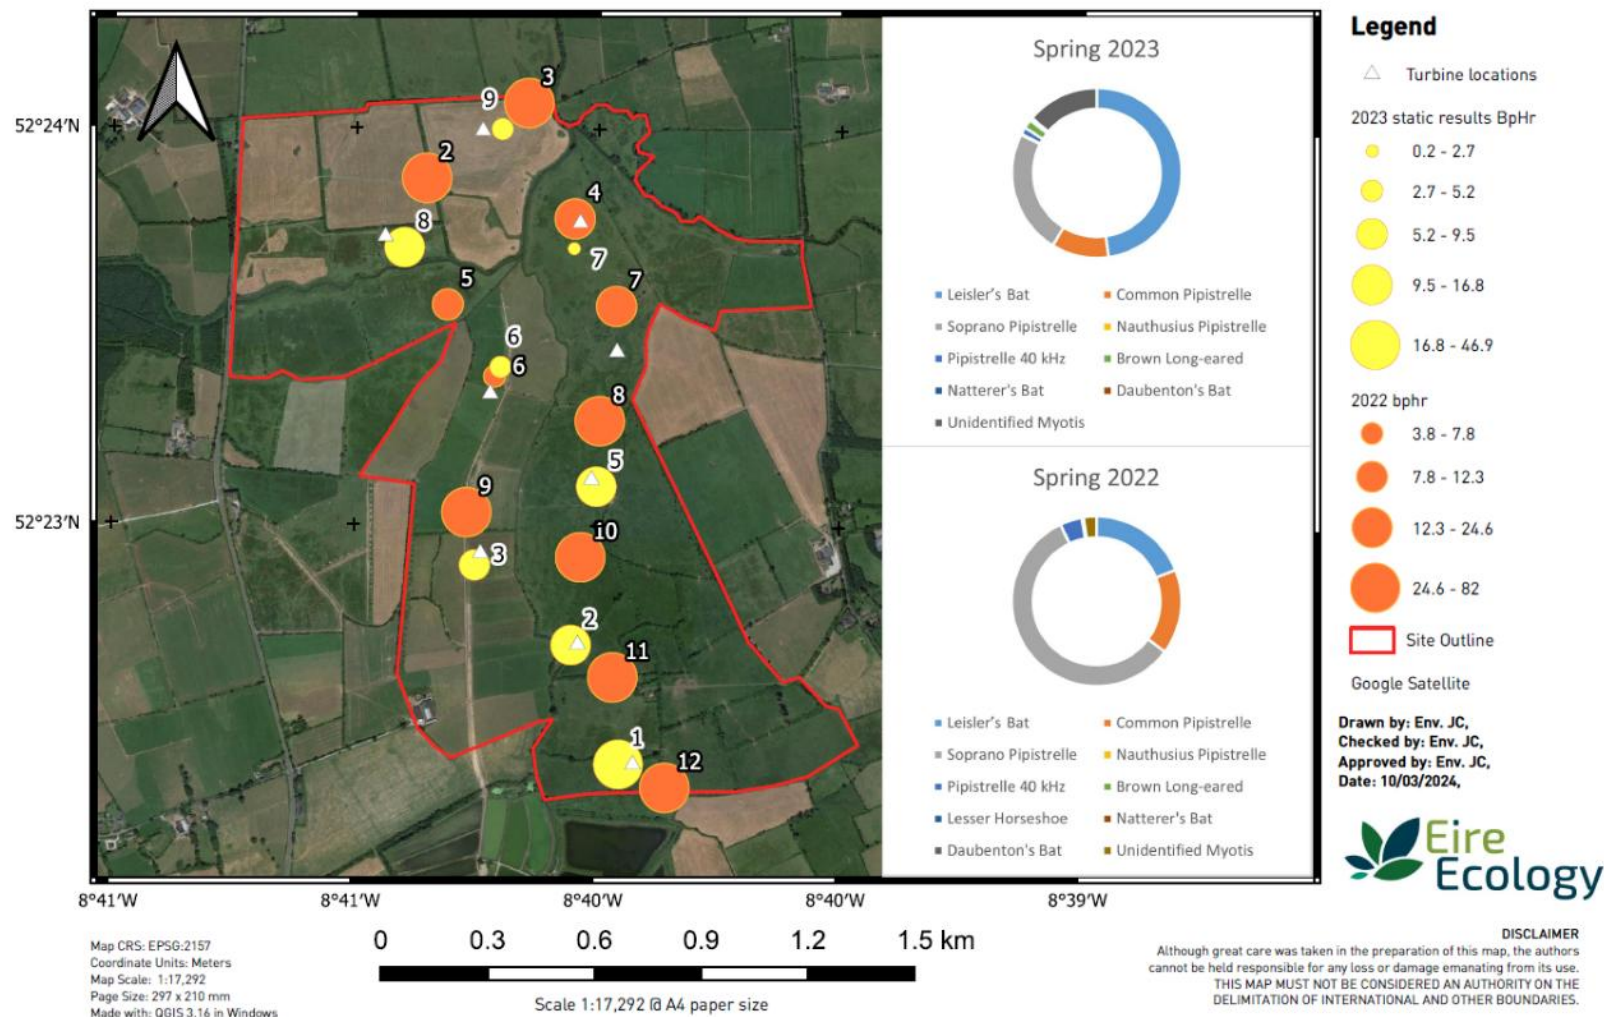 Legend
Turbine locations
2023 static results BpHr
0.2 - 2.7
2.7 - 5.2
5.2 - 9.5
9.5 - 16.8
16.8 - 46.9
2022 bphr
3.8 - 7.8
7.8 - 12.3
12.3 - 24.6
24.6 - 82
Site Outline
Google Satellite
Drawn by: Env. JC,
Checked by: Env. JC,
Approved by: Env. JC,
Date: 10/03/2024,
Eire
Ecology
Spring 2023
Leisler's Bat
Common Pipistrelle
Soprano Pipistrelle
Nauthusius Pipistrelle
Pipistrelle 40 kHz
Brown Long-eared
Natterer's Bat
Daubenton's Bat
Unidentified Myotis
Spring 2022
Leisler's Bat
Common Pipistrelle
Soprano Pipistrelle
Nauthusius Pipistrelle
Pipistrelle 40 kHz
Brown Long-eared
Lesser Horseshoe
Natterer's Bat
Daubenton's Bat
Unidentified Myotis
52°24'N
52°23'N
3
9
2
4
8
7
5
7
6
6
8
5
9
10
3
2
11
1
12
8°41'W
8°41'W
8°40'W
8°40'W
8°39'W
0
0.3
0.6
0.9
1.2
1.5 km
Scale 1:17,292 @ A4 paper size
Map CRS: EPSG:2157
Coordinate Units: Meters
Map Scale: 1:17,292
Page Size: 297 x 210 mm
Made with: QGIS 3.16 in Windows
DISCLAIMER
Although great care was taken in the preparation of this map, the authors
cannot be held responsible for any loss or damage emanating from its use.
THIS MAP MUST NOT BE CONSIDERED AN AUTHORITY ON THE
DELIMITATION OF INTERNATIONAL AND OTHER BOUNDARIES.